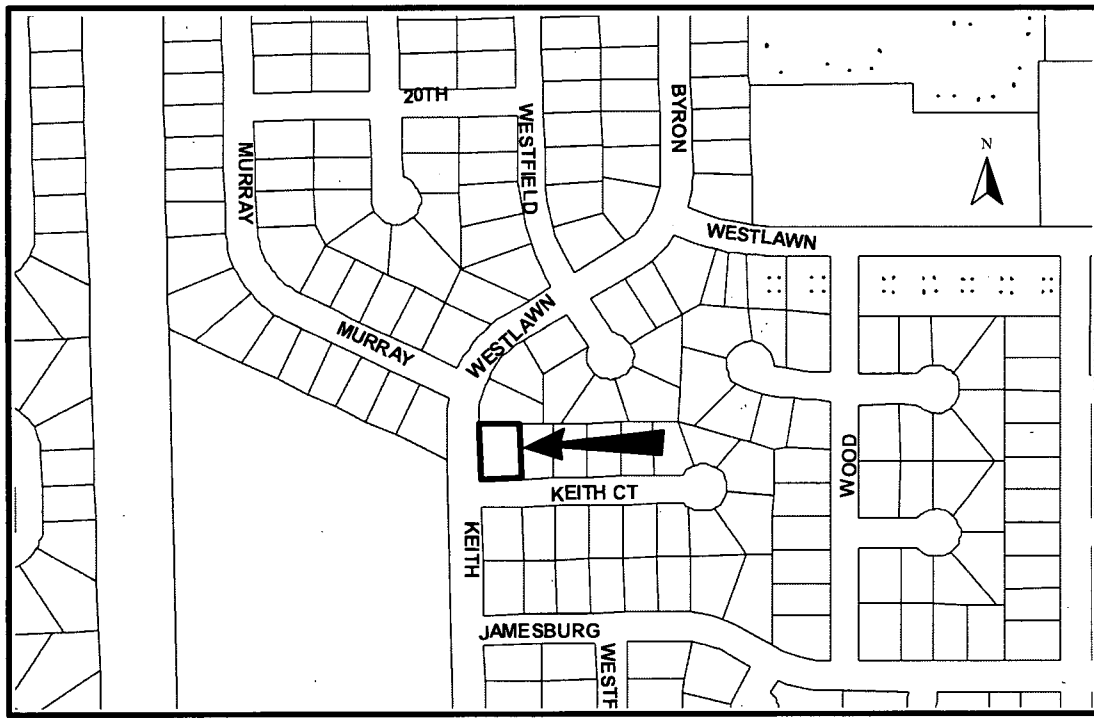 20TH
BYRON
WESTFIELD
MURRAY
N
WESTLAWN
WESTLAWN
MURRAY
WOOD
KEITH CT
KEITH
JAMESBURG
WESTF